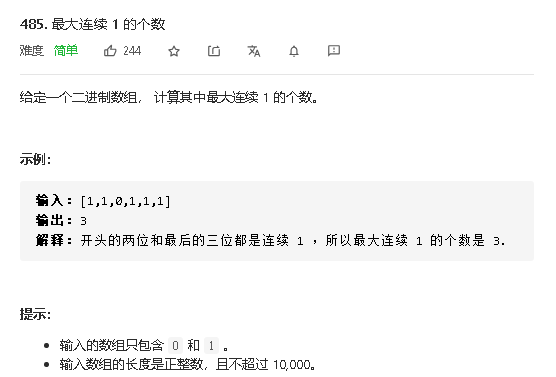 485. 最大连续 1 的个数
难度 简单 244
给定一个二进制数组， 计算其中最大连续 1 的个数。
示例：
输入：[1,1,0,1,1,1]
输出：3
解释：开头的两位和最后的三位都是连续 1 ，所以最大连续 1 的个数是 3.
提示：
输入的数组只包含 0 和 1 。
输入数组的长度是正整数，且不超过 10,000。